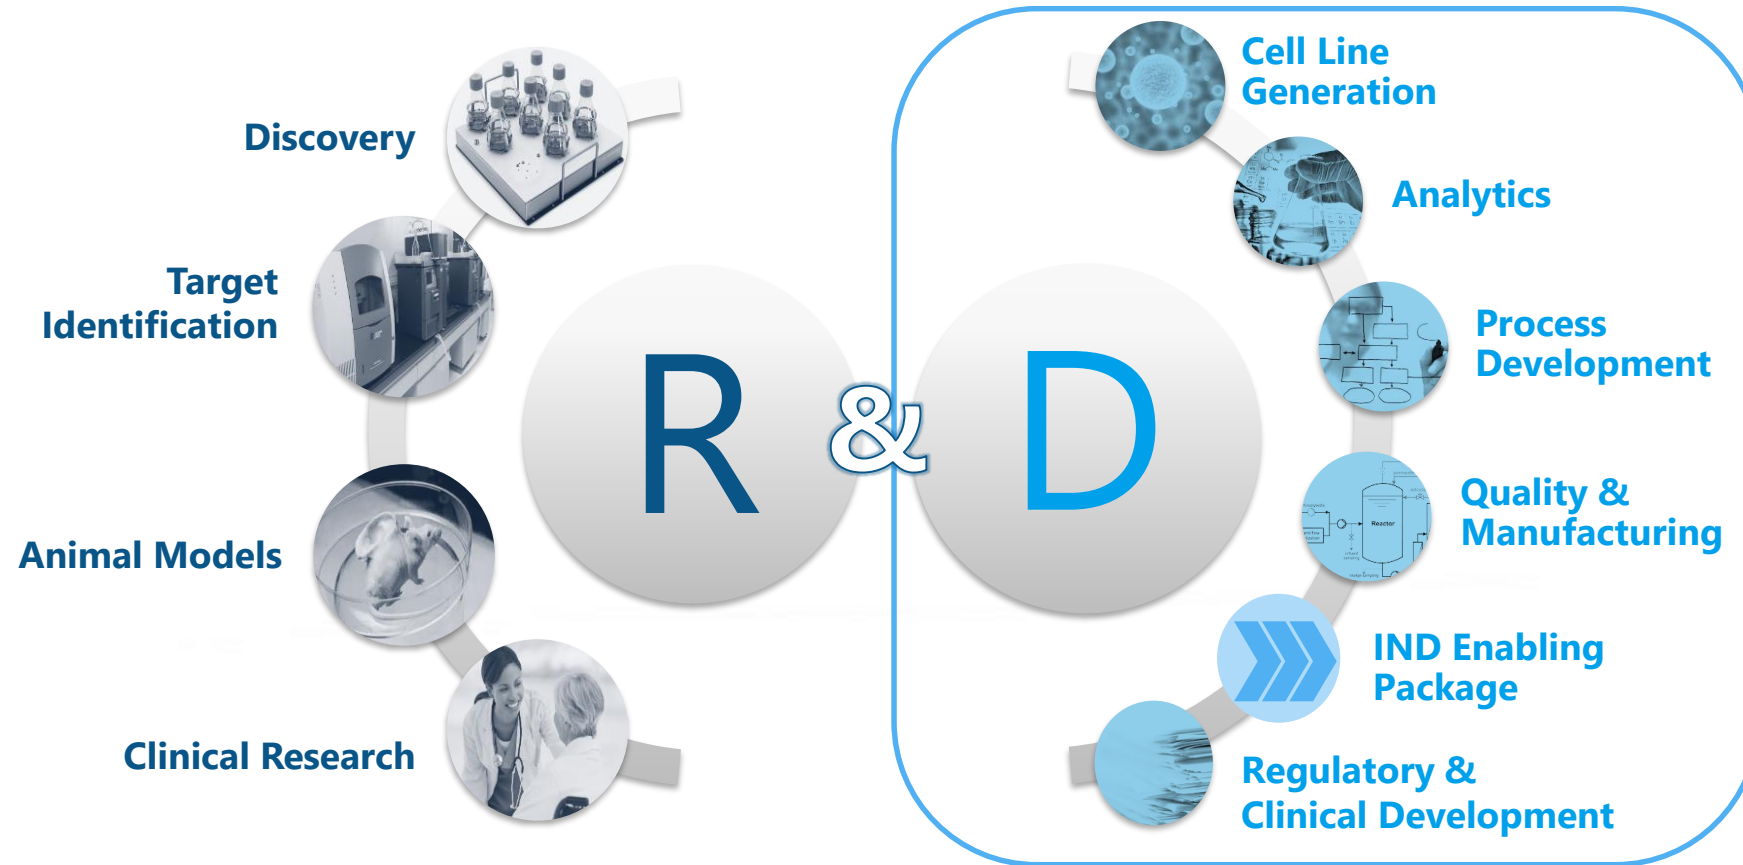 Discovery
Target
Identification
Animal Models
Clinical Research
R & D
Cell Line
Generation
Analytics
Process
Development
Quality &
Manufacturing
Reactor
IND Enabling
Package
Regulatory &
Clinical Development